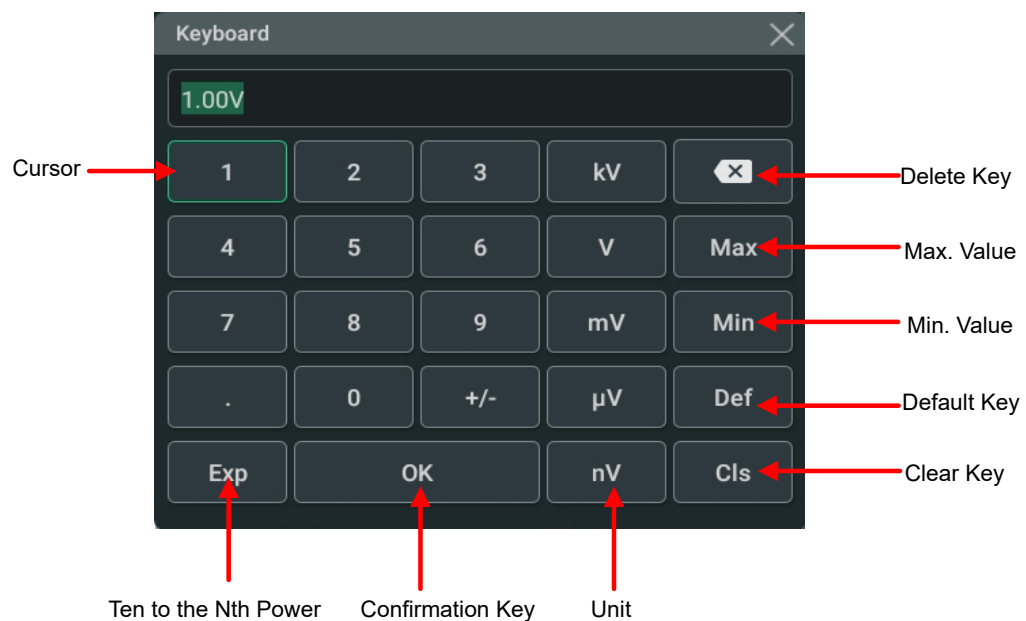 Keyboard
1.00V
Cursor
1 2 3 kV
Delete Key
4 5 6 V Max
Max. Value
7 8 9 mV Min
Min. Value
. 0 +/- µV Def
Default Key
Exp OK nV Cls
Clear Key
Ten to the Nth Power Confirmation Key Unit